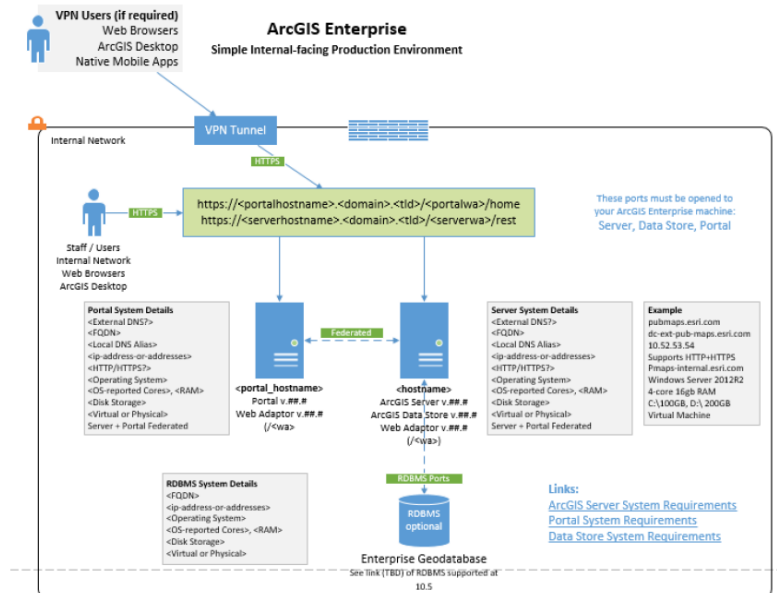 VPN Users (if required)
Web Browsers
ArcGIS Desktop
Native Mobile Apps
ArcGIS Enterprise
Simple Internal-facing Production Environment
VPN Tunnel
Internal Network
HTTPS
https://<portalhostname>.<domain>.<tld>/<portalwa>/home
https://<serverhostname>.<domain>.<tld>/<serverwa>/rest
HTTPS
Staff / Users
Internal Network
Web Browsers
ArcGIS Desktop
These ports must be opened to
your ArcGIS Enterprise machine:
Server, Data Store, Portal
Portal System Details
<External DNS?>
<FQDN>
<Local DNS Alias>
<ip-address-or-addresses>
<HTTP/HTTPS?>
<Operating System>
<OS-reported Cores>, <RAM>
<Disk Storage>
<Virtual or Physical>
Server + Portal Federated
Federated
<portal_hostname>
Portal v.##.#
Web Adaptor v.##.#
(/<wa>
<hostname>
ArcGIS Server v.##.#
ArcGIS Data Store v.##.#
Web Adaptor v.##.#
(/<wa>)
Server System Details
<External DNS?>
<FQDN>
<Local DNS Alias>
<ip-address-or-addresses>
<HTTP/HTTPS?>
<Operating System>
<OS-reported Cores>, <RAM>
<Disk Storage>
<Virtual or Physical>
Server + Portal Federated
Example
pubmaps.esri.com
dc-ext-pub-maps.esri.com
10.52.53.54
Supports HTTP+HTTPS
Pmaps-internal.esri.com
Windows Server 2012R2
4-core 16gb RAM
C:\100GB, D:\ 200GB
Virtual Machine
RDBMS System Details
<FQDN>
<ip-address-or-addresses>
<Operating System>
<OS-reported Cores>, <RAM>
<Disk Storage>
<Virtual or Physical>
RDBMS Ports
RDBMS
optional
Enterprise Geodatabase
See link (TBD) of RDBMS supported at
10.5
Links:
ArcGIS Server System Requirements
Portal System Requirements
Data Store System Requirements